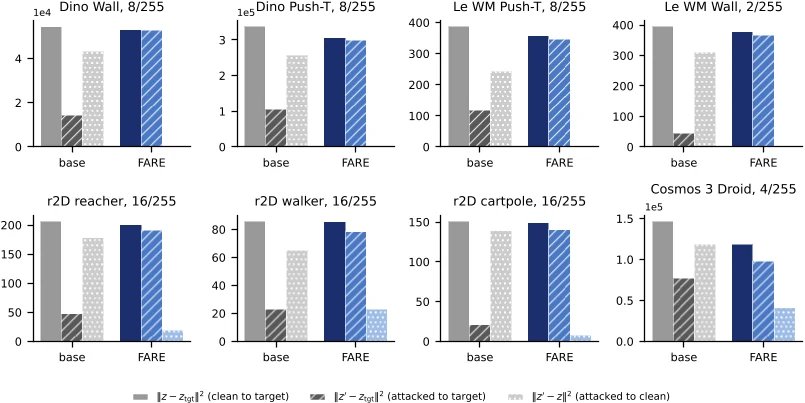 Dino Wall, 8/255
Dino Push-T, 8/255
Le WM Push-T, 8/255
Le WM Wall, 2/255
1e4
4
2
0
base
FARE
1e5
3
2
1
0
base
FARE
400
300
200
100
0
base
FARE
400
300
200
100
0
base
FARE
r2D reacher, 16/255
r2D walker, 16/255
r2D cartpole, 16/255
Cosmos 3 Droid, 4/255
200
150
100
50
0
base
FARE
80
60
40
20
0
base
FARE
150
100
50
0
base
FARE
1e5
1.5
1.0
0.5
0.0
base
FARE
‖z − z_tgt‖² (clean to target)
‖z′ − z_tgt‖² (attacked to target)
‖z′ − z‖² (attacked to clean)